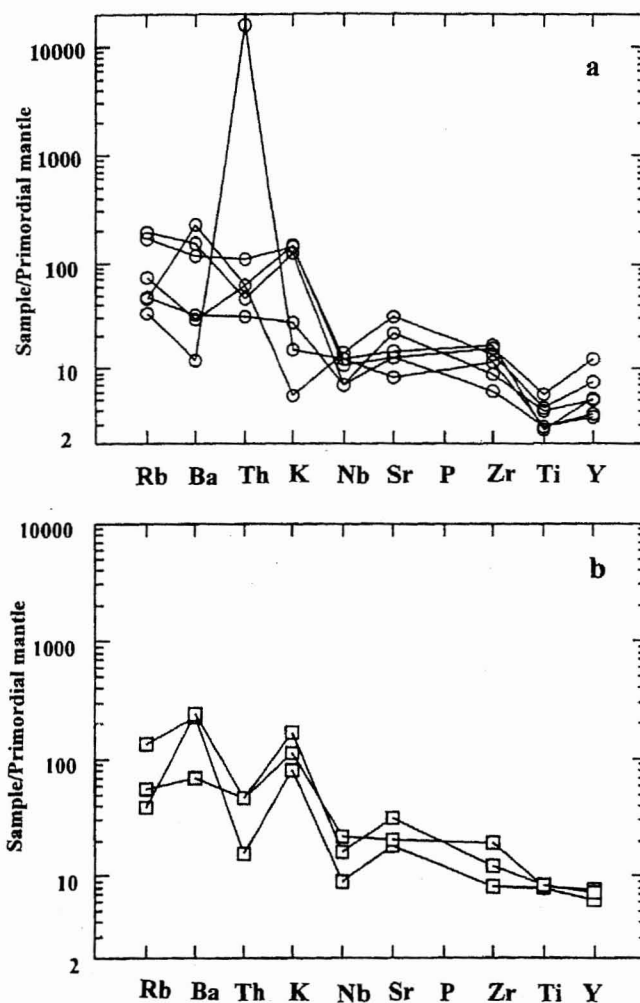 a
10000
1000
100
10
2
Sample/Primordial mantle
Rb Ba Th K Nb Sr P Zr Ti Y
b
10000
1000
100
10
2
Sample/Primordial mantle
Rb Ba Th K Nb Sr P Zr Ti Y